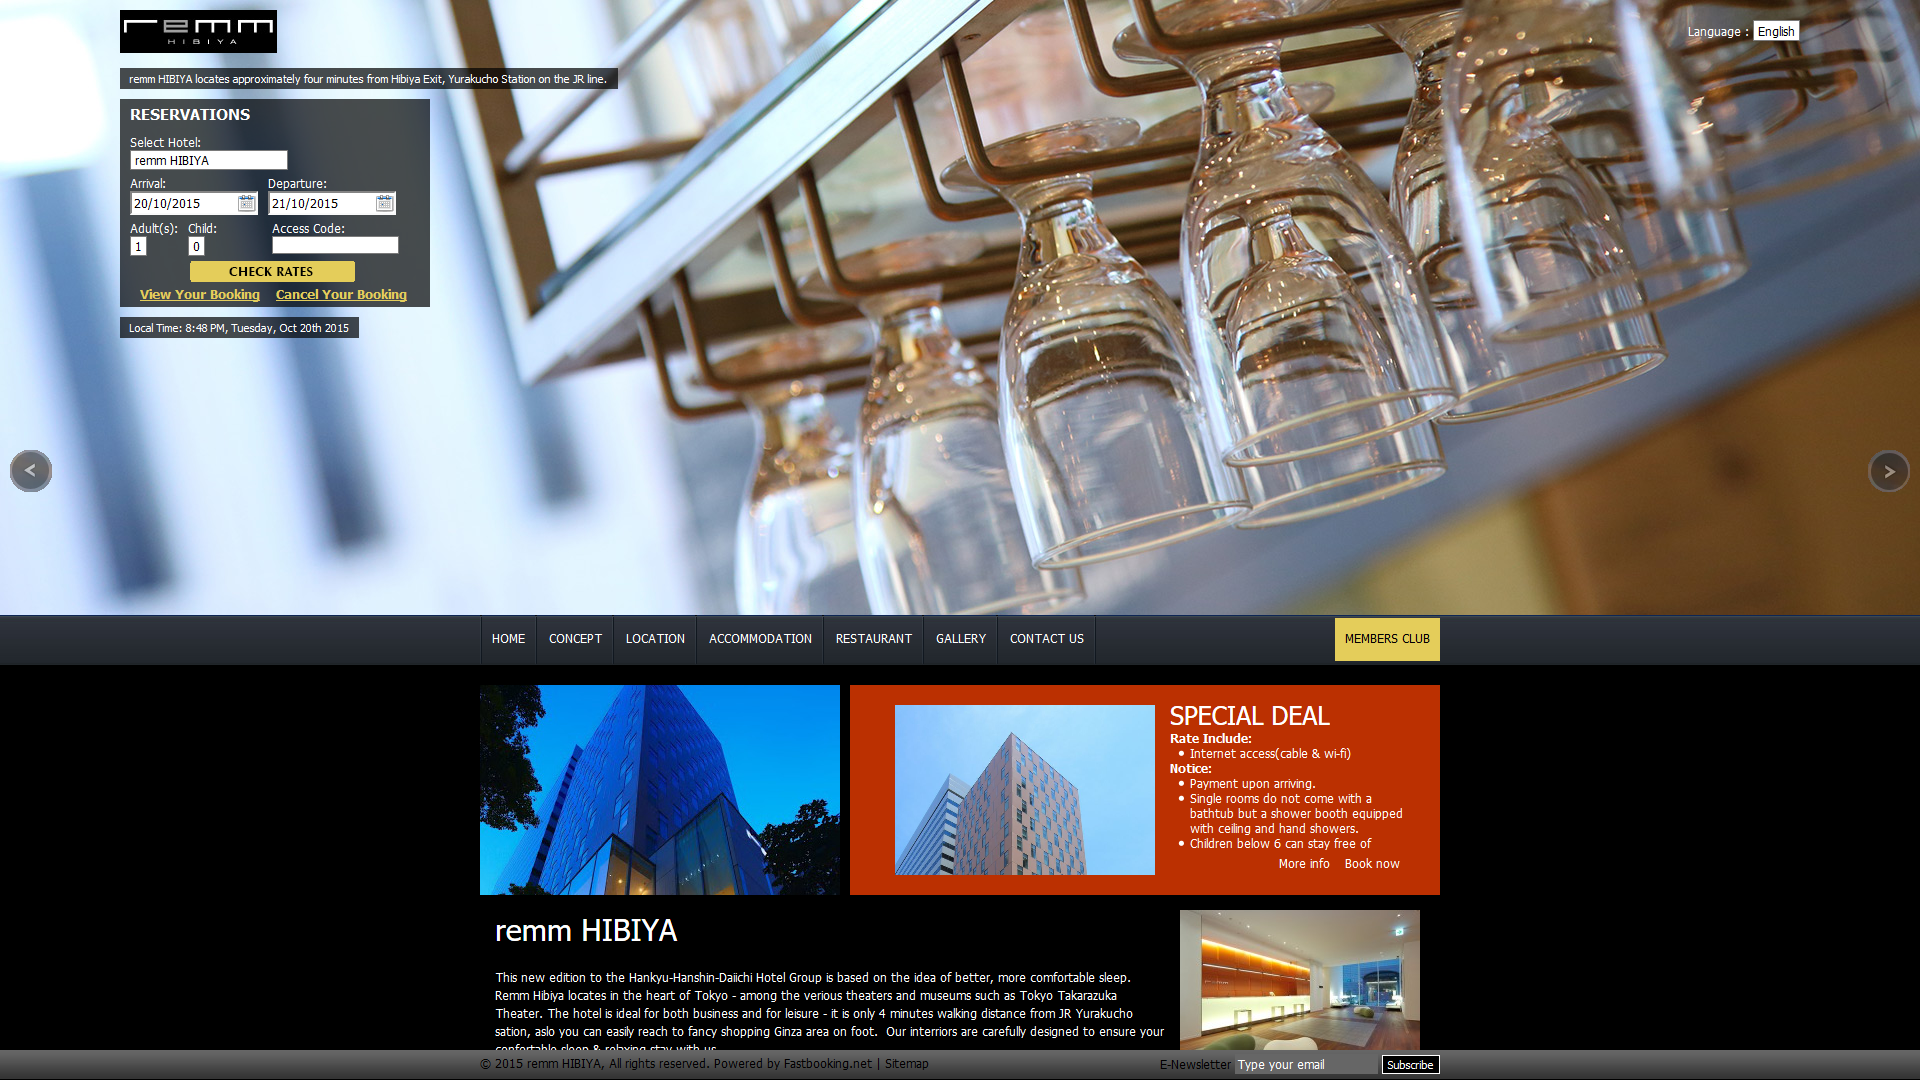 remm
HIBIYA
Language : English
remm HIBIYA locates approximately four minutes from Hibiya Exit, Yurakucho Station on the JR line.
RESERVATIONS
Select Hotel:
remm HIBIYA
Arrival: Departure:
20/10/2015 21/10/2015
Adult(s): Child: Access Code:
1 0
CHECK RATES
View Your Booking Cancel Your Booking
Local Time: 8:48 PM, Tuesday, Oct 20th 2015
< >
HOME CONCEPT LOCATION ACCOMMODATION RESTAURANT GALLERY CONTACT US MEMBERS CLUB
SPECIAL DEAL
Rate Include:
• Internet access(cable & wi-fi)
Notice:
• Payment upon arriving.
• Single rooms do not come with a
bathtub but a shower booth equipped
with ceiling and hand showers.
• Children below 6 can stay free of
More info Book now
remm HIBIYA
This new edition to the Hankyu-Hanshin-Daiichi Hotel Group is based on the idea of better, more comfortable sleep.
Remm Hibiya locates in the heart of Tokyo - among the verious theaters and museums such as Tokyo Takarazuka
Theater. The hotel is ideal for both business and for leisure - it is only 4 minutes walking distance from JR Yurakucho
sation, aslo you can easily reach to fancy shopping Ginza area on foot. Our interriors are carefully designed to ensure your
confortable sleep & relaxing stay with us.
© 2015 remm HIBIYA, All rights reserved. Powered by Fastbooking.net | Sitemap
E-Newsletter Type your email Subscribe